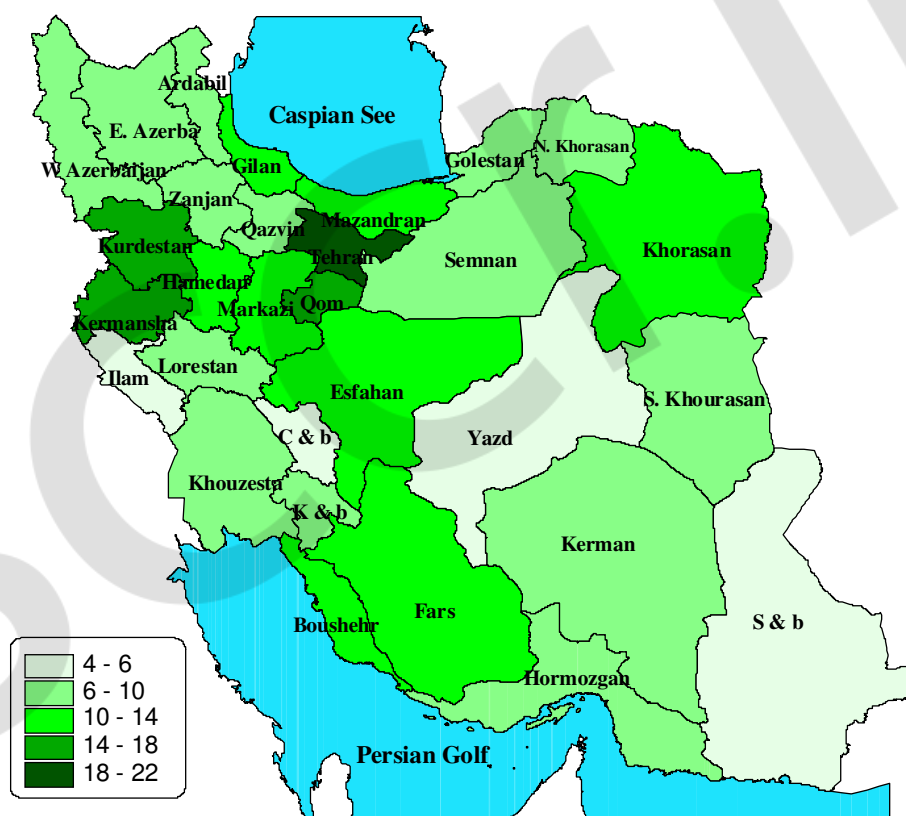 Ardabil
Caspian See
E. Azerba
W Azerbaijan
Gilan
Golestan
N. Khorasan
Zanjan
Qazvin
Mazandran
Kurdestan
Tehran
Semnan
Khorasan
Hamedan
Markazi
Qom
Kermansha
Ilam
Lorestan
Esfahan
S. Khourasan
C & b
Yazd
Khouzesta
K & b
Kerman
Boushehr
Fars
S & b
Hormozgan
Persian Golf
4 - 6
6 - 10
10 - 14
14 - 18
18 - 22